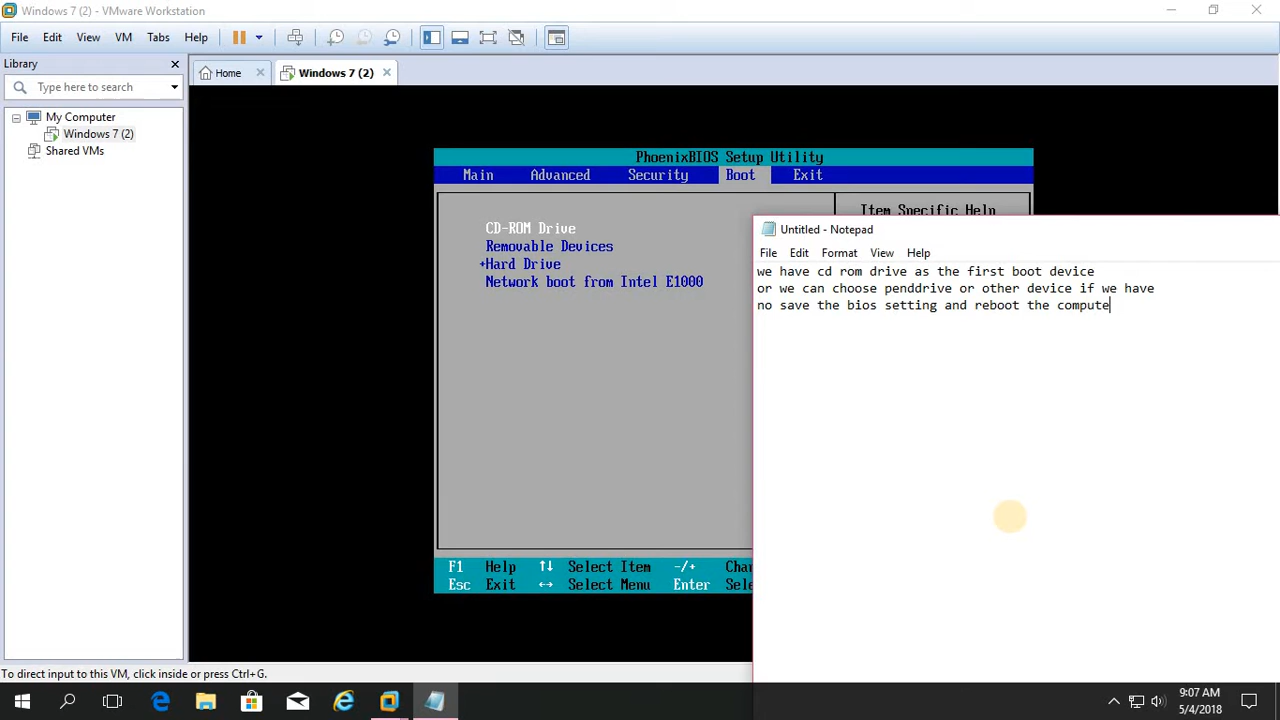 Windows 7 (2) - VMware Workstation
File Edit View VM Tabs Help
Library
Type here to search
My Computer
Windows 7 (2)
Shared VMs
Home
Windows 7 (2)
PhoenixBIOS Setup Utility
Main Advanced Security Boot Exit
CD-ROM Drive
Removable Devices
+Hard Drive
Network boot from Intel E1000
Item Specific Help
F1 Help ↑↓ Select Item -/+
Esc Exit ↔ Select Menu Enter
Untitled - Notepad
File Edit Format View Help
we have cd rom drive as the first boot device
or we can choose penddrive or other device if we have
no save the bios setting and reboot the compute
To direct input to this VM, click inside or press Ctrl+G.
9:07 AM
5/4/2018